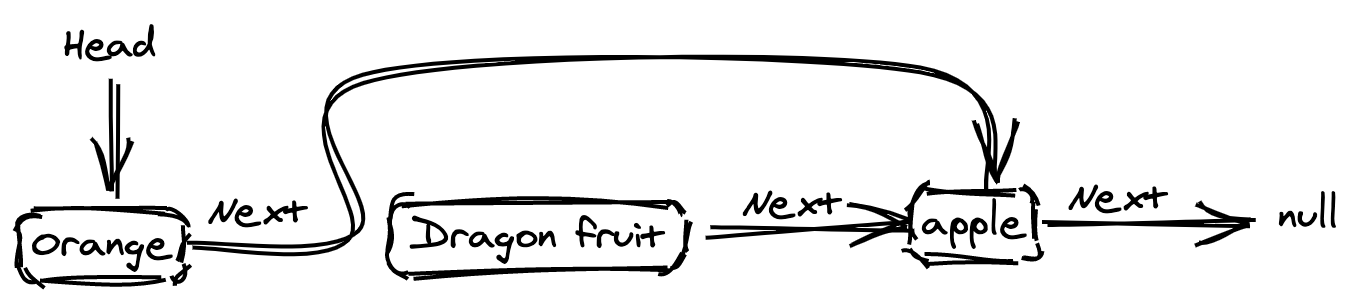 Head
Next
Next
Next
orange
Dragon fruit
apple
null